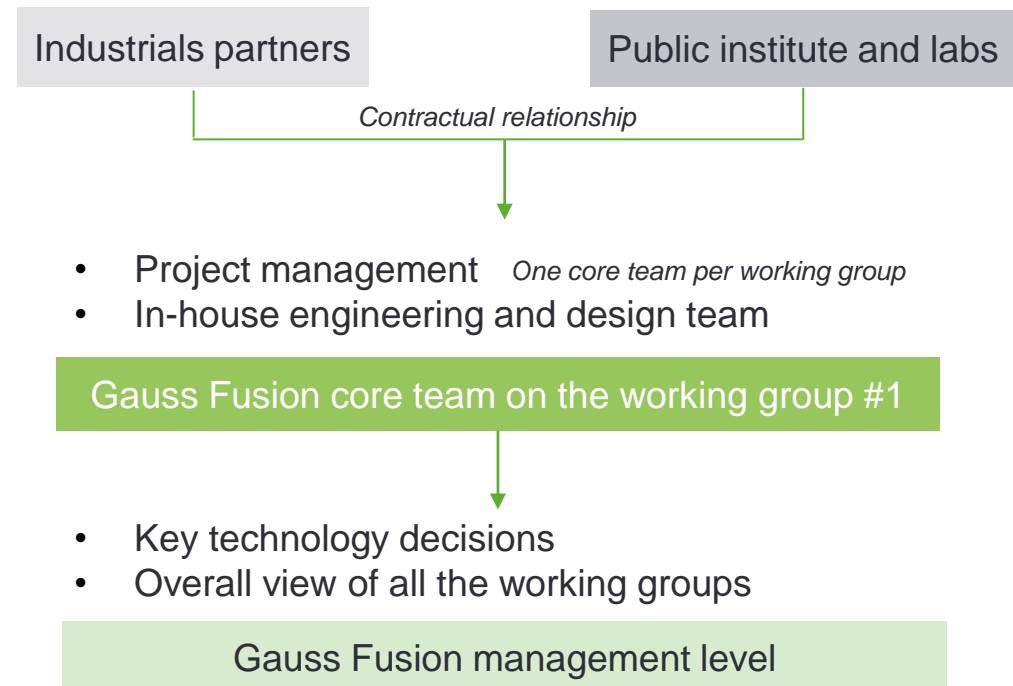 Industrials partners
Public institute and labs
Contractual relationship
• Project management One core team per working group
• In-house engineering and design team
Gauss Fusion core team on the working group #1
• Key technology decisions
• Overall view of all the working groups
Gauss Fusion management level